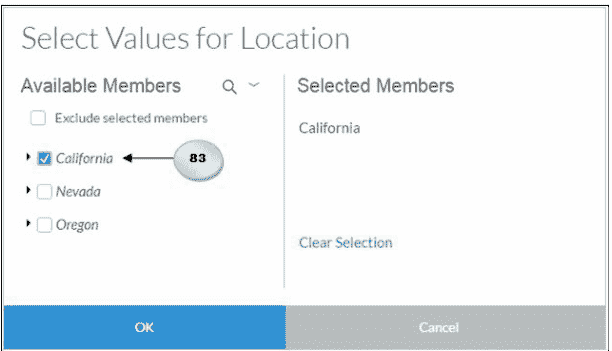 Select Values for Location
Available Members
Exclude selected members
California
83
Nevada
Oregon
Selected Members
California
Clear Selection
OK
Cancel